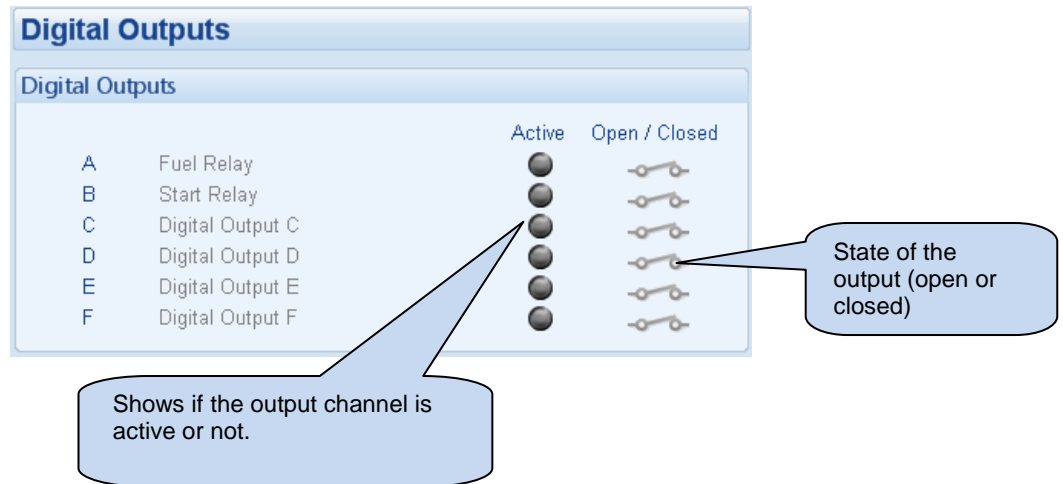 Digital Outputs
Digital Outputs
Active Open / Closed
A Fuel Relay
B Start Relay
C Digital Output C
D Digital Output D
E Digital Output E
F Digital Output F
State of the
output (open or
closed)
Shows if the output channel is
active or not.